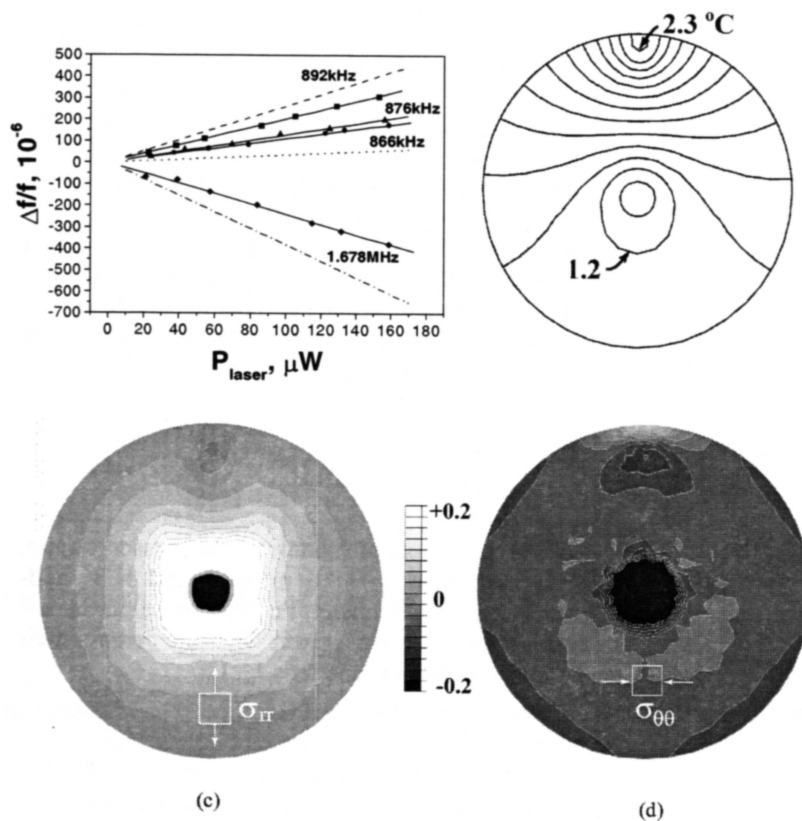 500
400
300
200
100
0
-100
-200
-300
-400
-500
-600
-700
Δf/f, 10⁻⁶
892kHz
876kHz
866kHz
1.678MHz
0 20 40 60 80 100 120 140 160 180
P_laser, μW
2.3 °C
1.2
+0.2
0
-0.2
σ_rr
σ_θθ
(c)
(d)